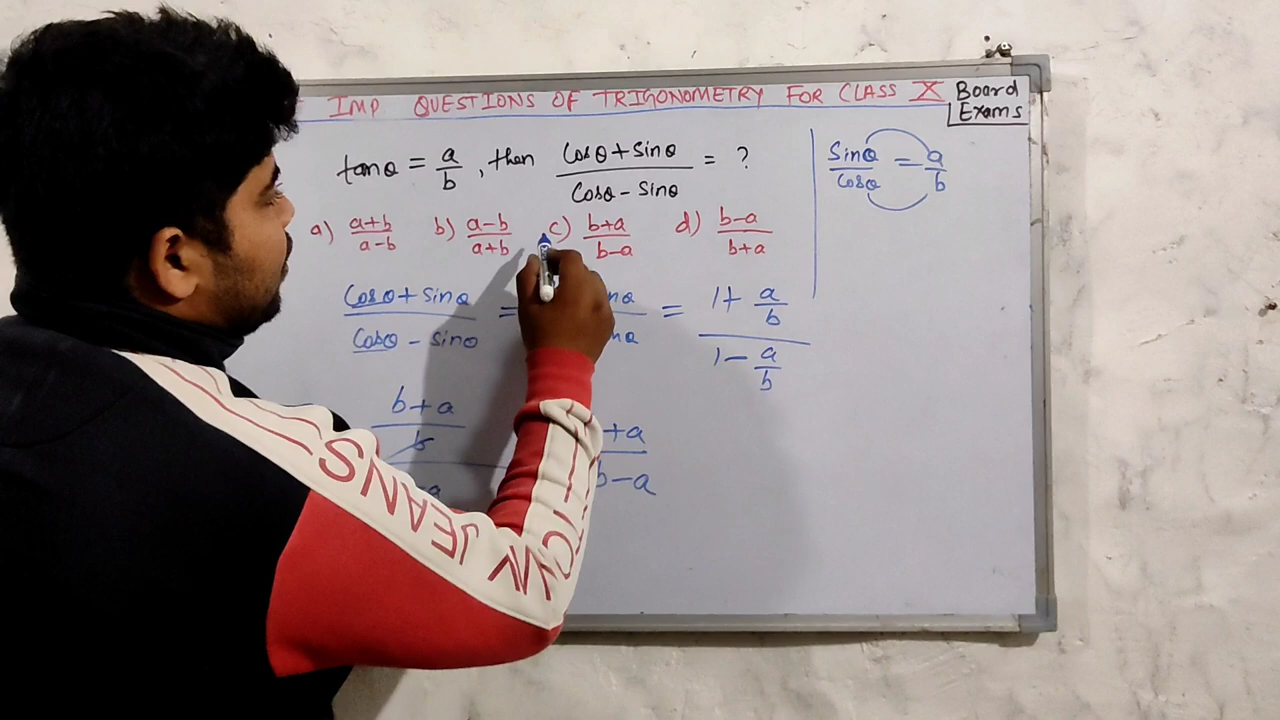 IMP QUESTIONS OF TRIGONOMETRY FOR CLASS X Board Exams
tanθ = a/b , then (Cosθ + Sinθ)/(Cosθ - Sinθ) = ?
a) (a+b)/(a-b) b) (a-b)/(a+b) c) (b+a)/(b-a) d) (b-a)/(b+a)
Sinθ/Cosθ = a/b
(Cosθ + Sinθ)/(Cosθ - Sinθ) = = (1 + a/b)/(1 - a/b)
b+a
b
+a
b-a
JEANS